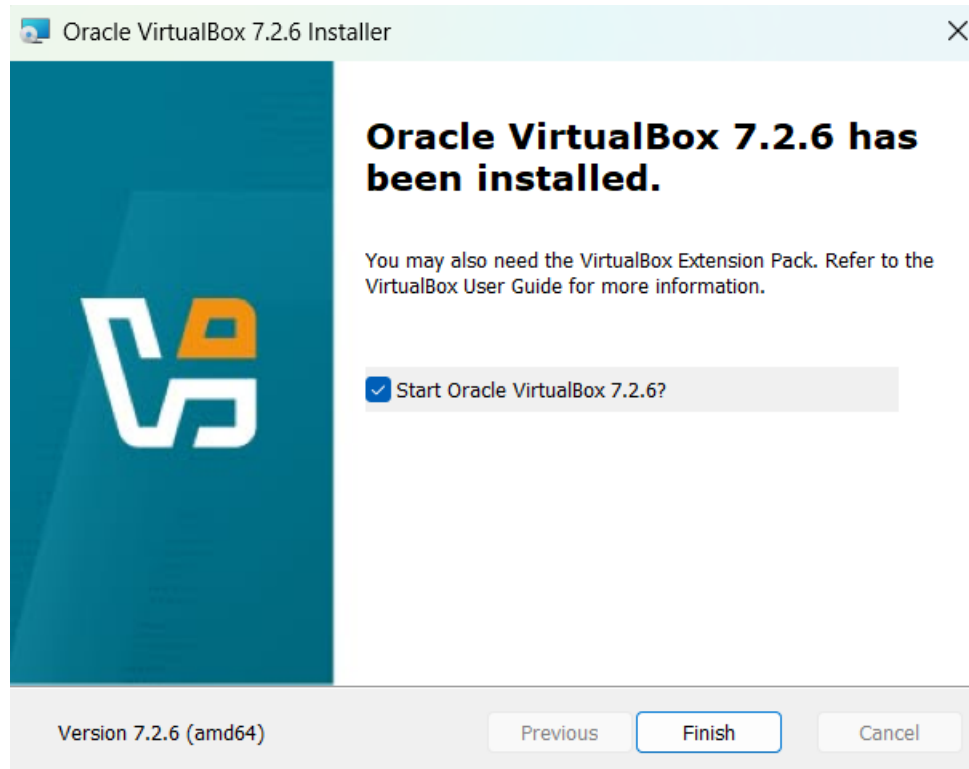 Oracle VirtualBox 7.2.6 Installer
Oracle VirtualBox 7.2.6 has
been installed.
You may also need the VirtualBox Extension Pack. Refer to the
VirtualBox User Guide for more information.
Start Oracle VirtualBox 7.2.6?
Version 7.2.6 (amd64)
Previous
Finish
Cancel